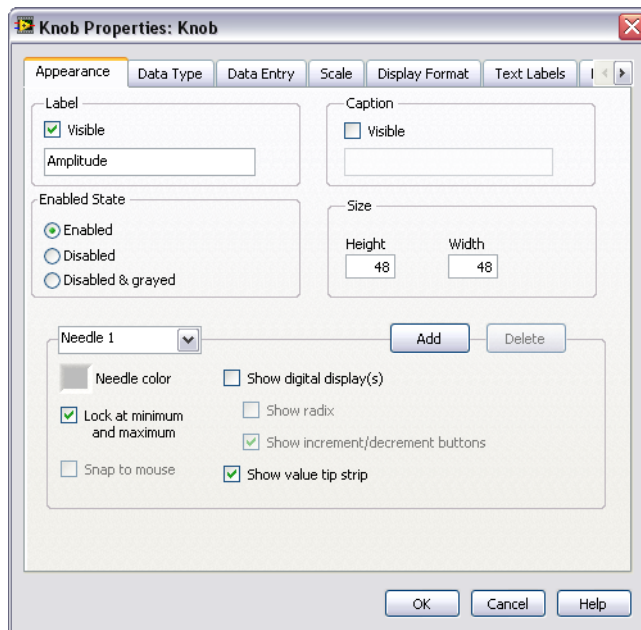 Knob Properties: Knob
Appearance Data Type Data Entry Scale Display Format Text Labels
Label
Visible
Amplitude
Caption
Visible
Enabled State
Enabled
Disabled
Disabled & grayed
Size
Height Width
48 48
Needle 1 Add Delete
Needle color
Lock at minimum
and maximum
Snap to mouse
Show digital display(s)
Show radix
Show increment/decrement buttons
Show value tip strip
OK Cancel Help